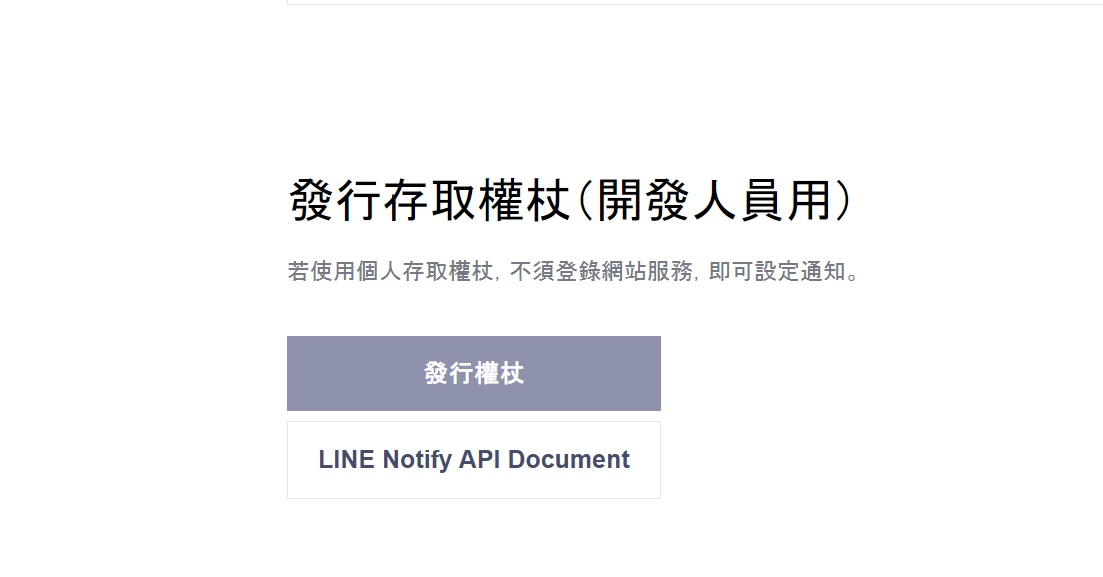 發行存取權杖(開發人員用)
若使用個人存取權杖, 不須登錄網站服務, 即可設定通知。
發行權杖
LINE Notify API Document